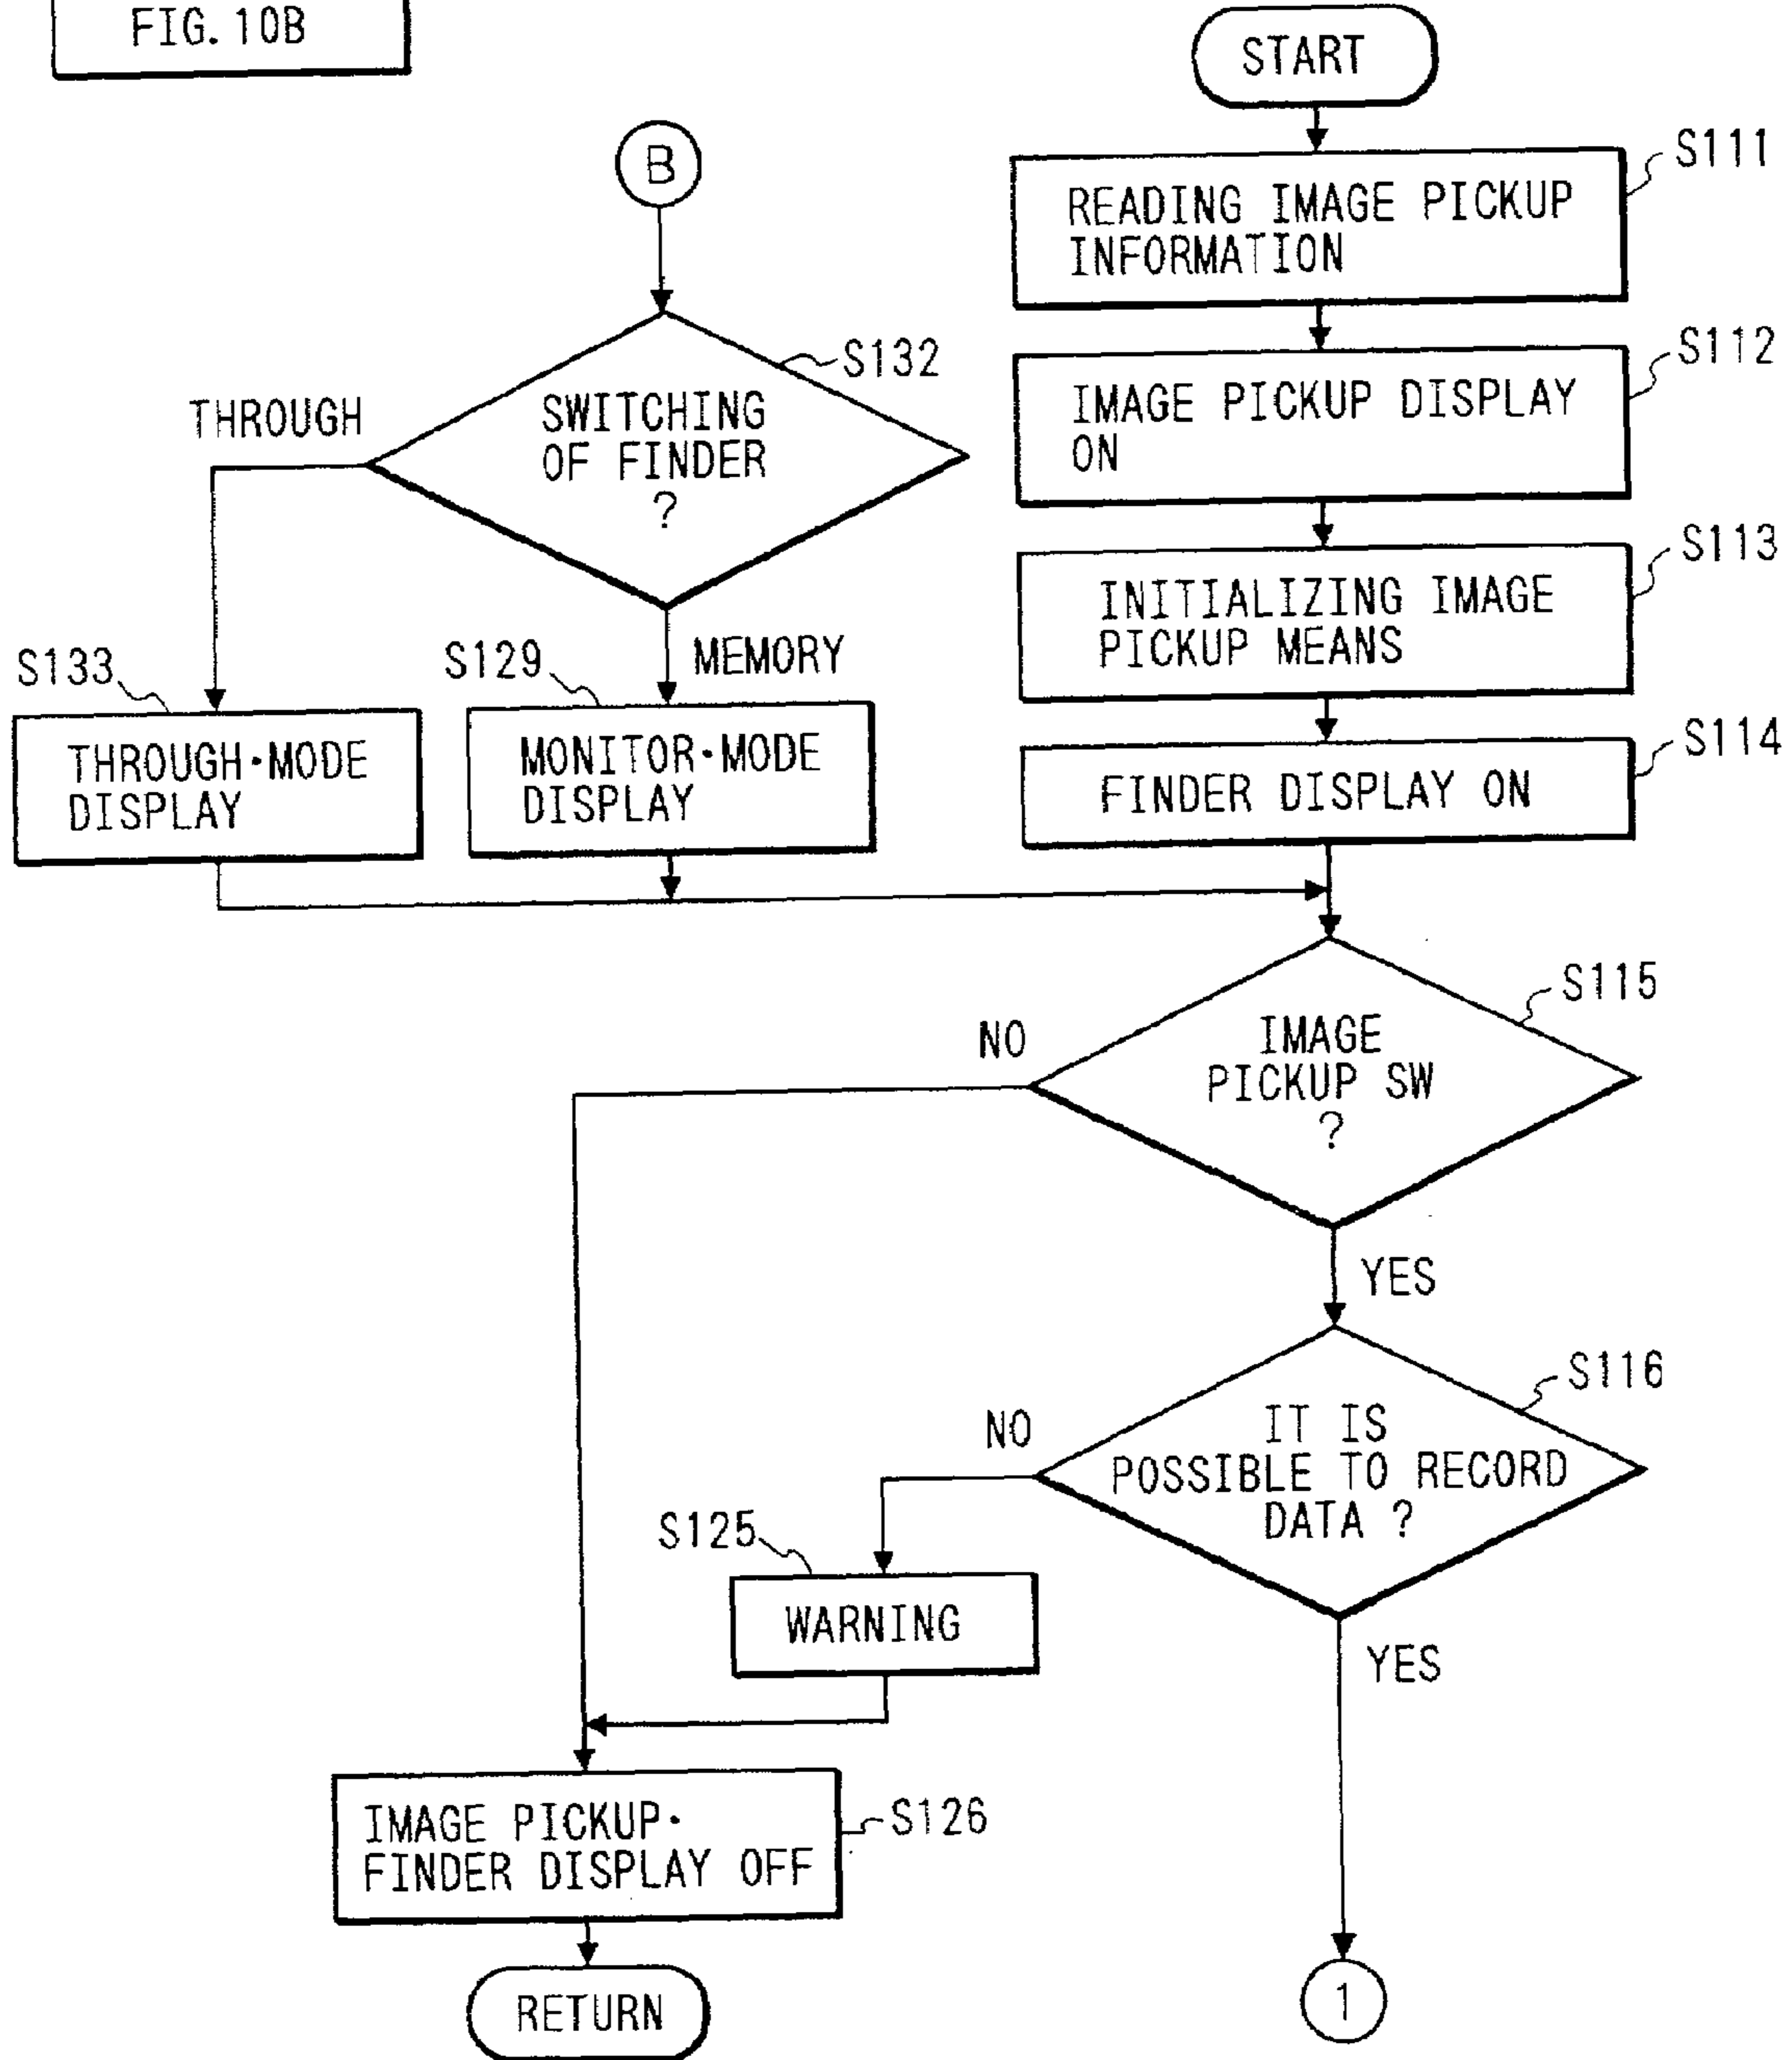 FIG.10B
START
B
S111
READING IMAGE PICKUP
INFORMATION
S112
IMAGE PICKUP DISPLAY
ON
S132
THROUGH
SWITCHING
OF FINDER
?
S113
INITIALIZING IMAGE
PICKUP MEANS
MEMORY
S133
THROUGH·MODE
DISPLAY
S129
MONITOR·MODE
DISPLAY
S114
FINDER DISPLAY ON
S115
NO
IMAGE
PICKUP SW
?
YES
S116
NO
IT IS
POSSIBLE TO RECORD
DATA ?
YES
S125
WARNING
IMAGE PICKUP·
FINDER DISPLAY OFF
S126
RETURN
1